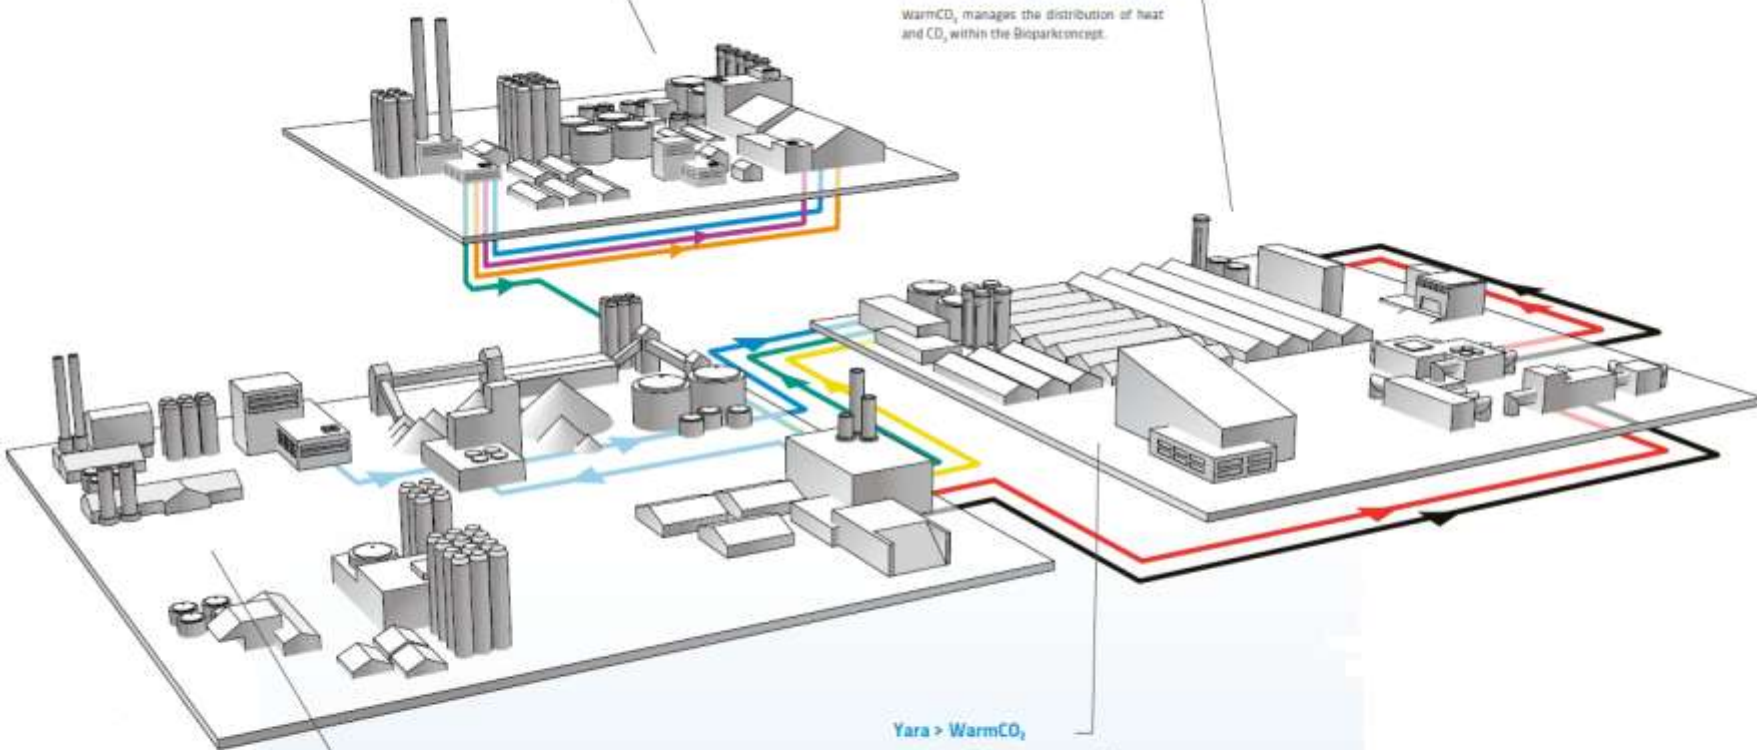 WarmCO₂ manages the distribution of heat
and CO₂ within the Bioparkconcept.
Yara > WarmCO₂